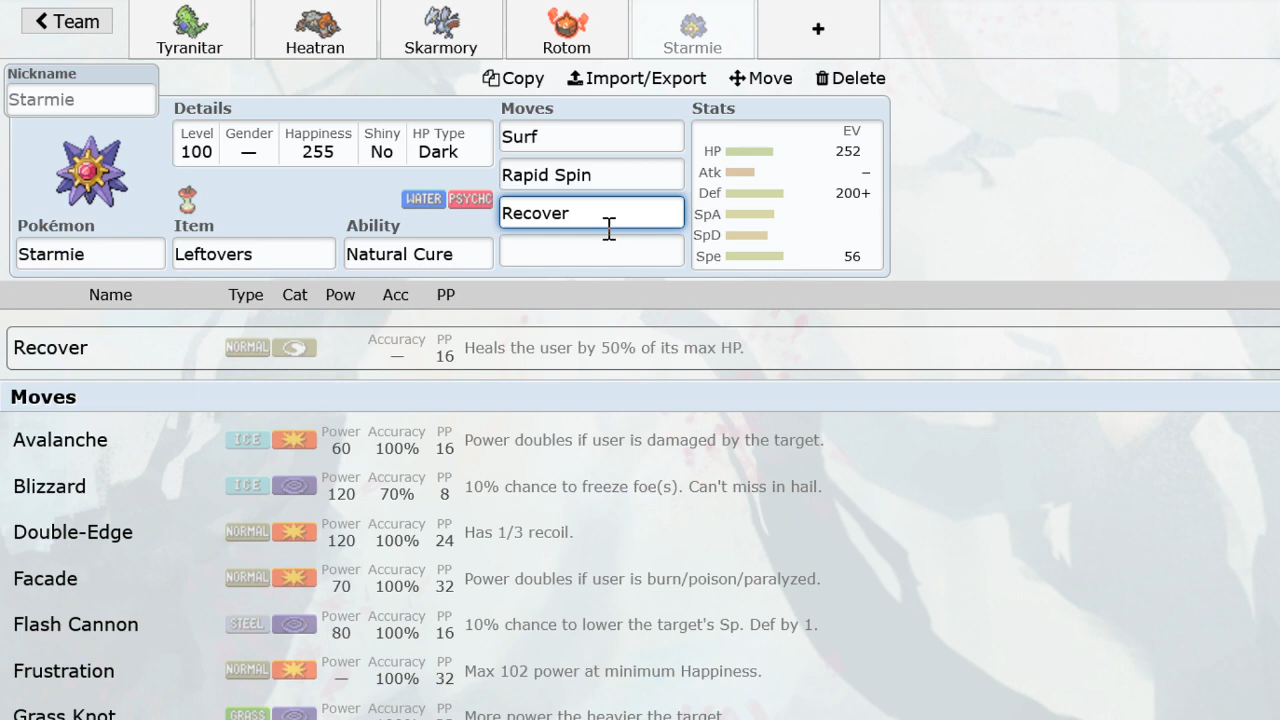 Team
Tyranitar
Heatran
Skarmory
Rotom
Starmie
+
Nickname
Starmie
Copy
Import/Export
Move
Delete
Details
Level
Gender
Happiness
Shiny
HP Type
100
—
255
No
Dark
WATER
PSYCHC
Pokémon
Item
Ability
Starmie
Leftovers
Natural Cure
Moves
Surf
Rapid Spin
Recover
Stats
EV
HP 252
Atk –
Def 200+
SpA
SpD
Spe 56
Name Type Cat Pow Acc PP
Recover NORMAL Accuracy — PP 16 Heals the user by 50% of its max HP.
Moves
Avalanche ICE Power 60 Accuracy 100% PP 16 Power doubles if user is damaged by the target.
Blizzard ICE Power 120 Accuracy 70% PP 8 10% chance to freeze foe(s). Can't miss in hail.
Double-Edge NORMAL Power 120 Accuracy 100% PP 24 Has 1/3 recoil.
Facade NORMAL Power 70 Accuracy 100% PP 32 Power doubles if user is burn/poison/paralyzed.
Flash Cannon STEEL Power 80 Accuracy 100% PP 16 10% chance to lower the target's Sp. Def by 1.
Frustration NORMAL Power — Accuracy 100% PP 32 Max 102 power at minimum Happiness.
Grass Knot GRASS Power Accuracy PP More power the heavier the target.